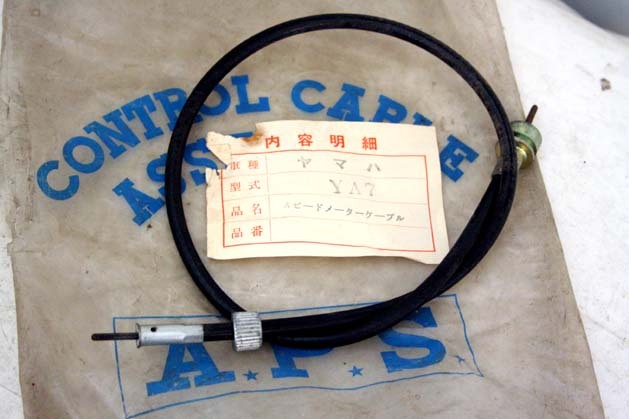 CONTROL CABLE
ASS
内容明細
車種 ヤマハ
型式 YA7
品名 スピードメーターケーブル
品番
A.P.S.